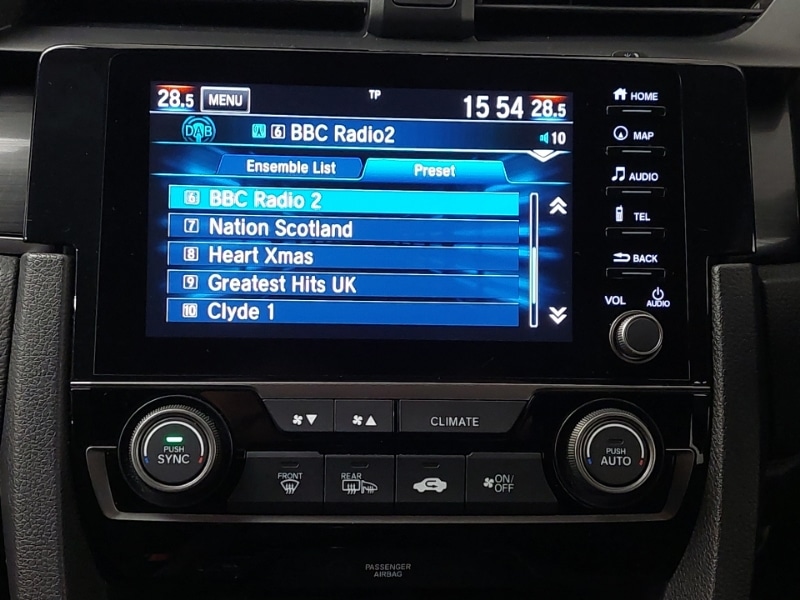 28.5 MENU TP 15 54 28.5
DAB 6 BBC Radio2 10
Ensemble List Preset
6 BBC Radio 2
7 Nation Scotland
8 Heart Xmas
9 Greatest Hits UK
10 Clyde 1
HOME
MAP
AUDIO
TEL
BACK
VOL AUDIO
CLIMATE
PUSH
SYNC
PUSH
AUTO
FRONT
REAR
ON/
OFF
PASSENGER
AIRBAG